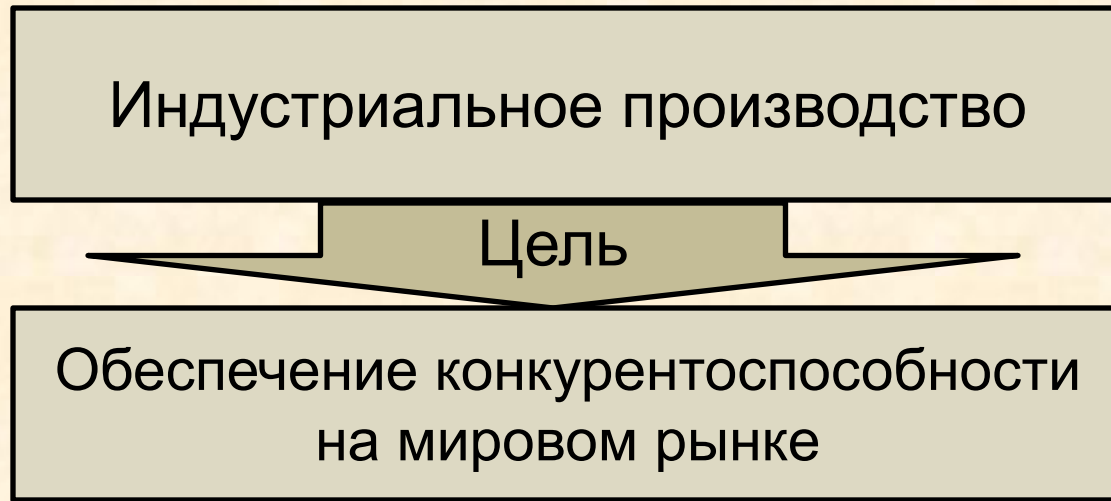 Индустриальное производство
Цель
Обеспечение конкурентоспособности
на мировом рынке